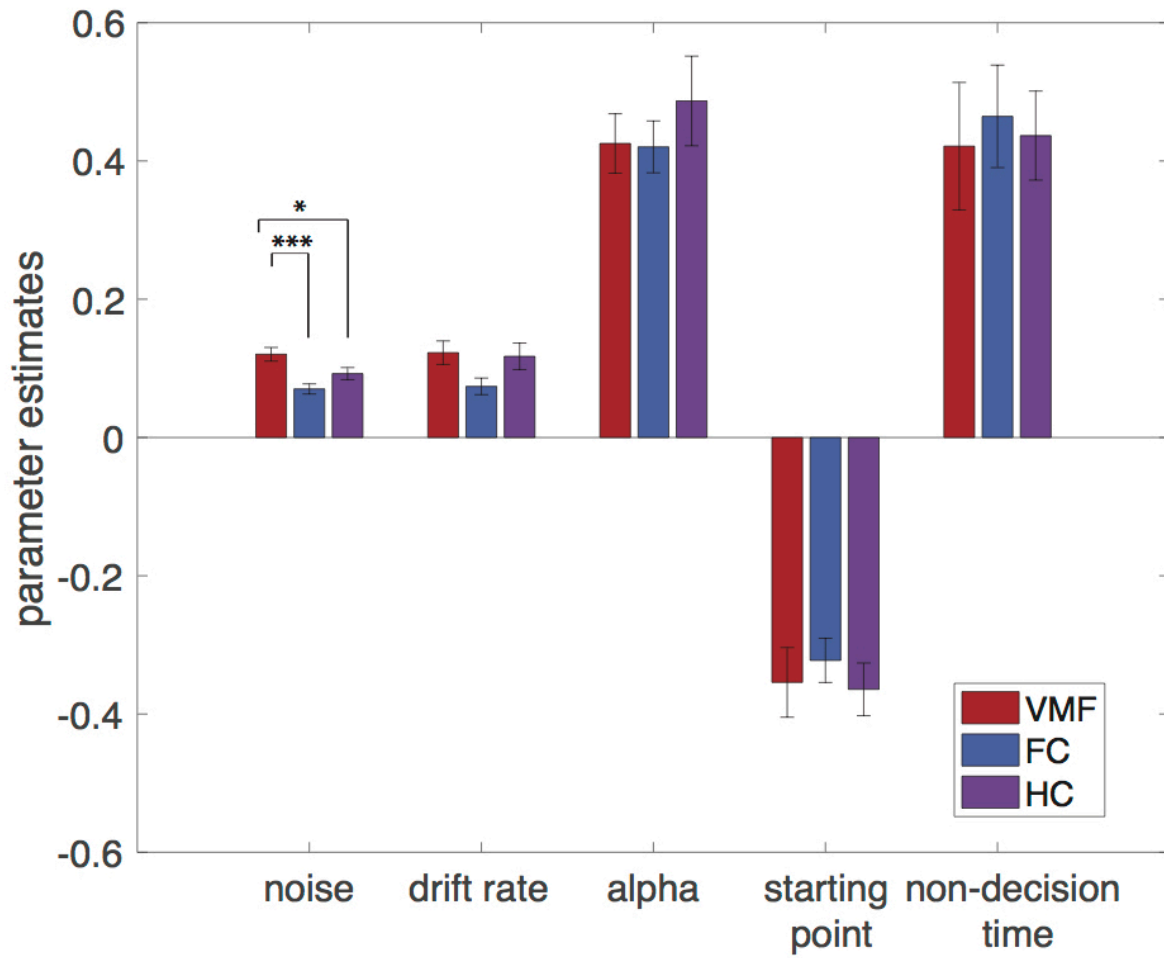 parameter estimates
0.6
0.4
0.2
0
-0.2
-0.4
-0.6
*
***
VMF
FC
HC
noise
drift rate
alpha
starting point
non-decision time